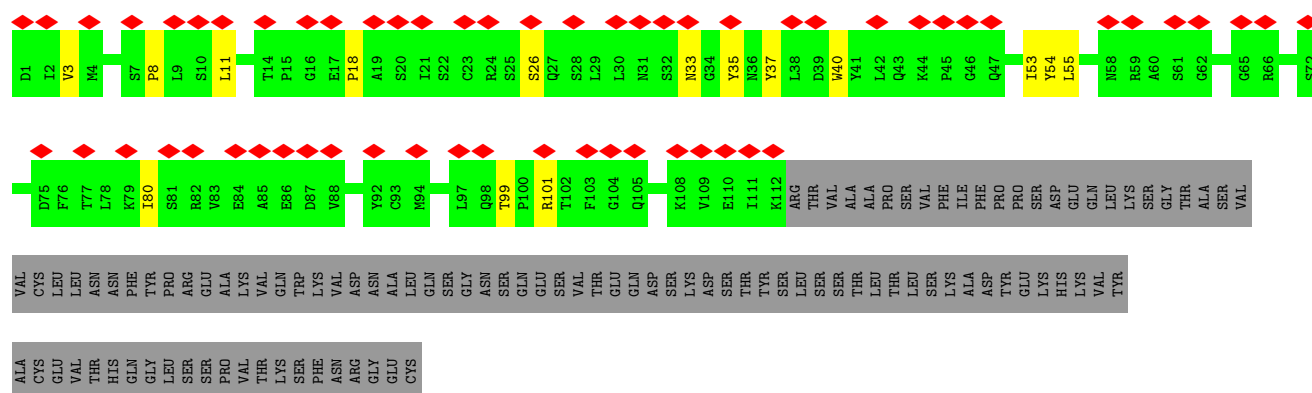 D1 I2 V3 M4 S7 P8 L9 S10 L11 T14 P15 G16 E17 P18 A19 S20 I21 S22 C23 R24 S25 S26 Q27 S28 L29 L30 N31 S32 N33 G34 Y35 N36 Y37 L38 D39 W40 Y41 L42 Q43 K44 P45 G46 Q47 I53 Y54 L55 N58 R59 A60 S61 G62 G65 R66 S72
D75 F76 T77 L78 K79 I80 S81 R82 V83 E84 A85 E86 D87 V88 Y92 C93 M94 L97 Q98 T99 P100 R101 T102 F103 G104 Q105 K108 V109 E110 I111 K112 ARG THR VAL ALA ALA PRO SER VAL PHE ILE PHE PRO PRO SER ASP GLU GLN LEU LYS SER GLY THR ALA SER VAL
VAL CYS LEU LEU ASN ASN PHE TYR PRO ARG GLU ALA LYS VAL GLN TRP LYS VAL ASP ASN ALA LEU GLN SER GLY ASN SER GLN GLU SER VAL THR GLU GLN ASP SER LYS ASP SER THR TYR SER LEU SER SER THR LEU THR LEU SER LYS ALA ASP TYR GLU LYS HIS LYS VAL TYR
ALA CYS GLU VAL THR HIS GLN GLY LEU SER SER PRO VAL THR LYS SER PHE ASN ARG GLY GLU CYS